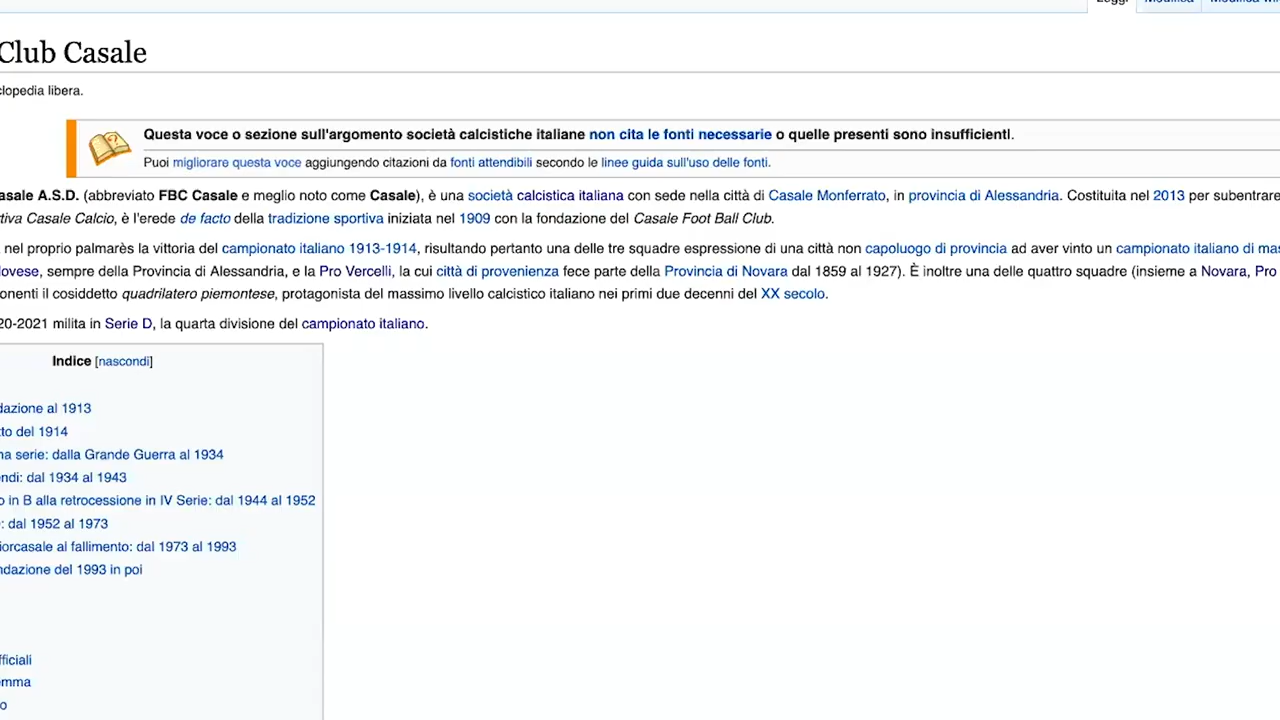 Leggi Modifica Modifica
Club Casale
clopedia libera.
Questa voce o sezione sull'argomento società calcistiche italiane non cita le fonti necessarie o quelle presenti sono insufficienti.
Puoi migliorare questa voce aggiungendo citazioni da fonti attendibili secondo le linee guida sull'uso delle fonti.
asale A.S.D. (abbreviato FBC Casale e meglio noto come Casale), è una società calcistica italiana con sede nella città di Casale Monferrato, in provincia di Alessandria. Costituita nel 2013 per subentrare
tiva Casale Calcio, è l'erede de facto della tradizione sportiva iniziata nel 1909 con la fondazione del Casale Foot Ball Club.
nel proprio palmarès la vittoria del campionato italiano 1913-1914, risultando pertanto una delle tre squadre espressione di una città non capoluogo di provincia ad aver vinto un campionato italiano di mas
lovese, sempre della Provincia di Alessandria, e la Pro Vercelli, la cui città di provenienza fece parte della Provincia di Novara dal 1859 al 1927). È inoltre una delle quattro squadre (insieme a Novara, Pro
onenti il cosiddetto quadrilatero piemontese, protagonista del massimo livello calcistico italiano nei primi due decenni del XX secolo.
20-2021 milita in Serie D, la quarta divisione del campionato italiano.
Indice [nascondi]
dazione al 1913
to del 1914
na serie: dalla Grande Guerra al 1934
ndi: dal 1934 al 1943
o in B alla retrocessione in IV Serie: dal 1944 al 1952
: dal 1952 al 1973
iorcasale al fallimento: dal 1973 al 1993
ndazione del 1993 in poi
fficiali
emma
o